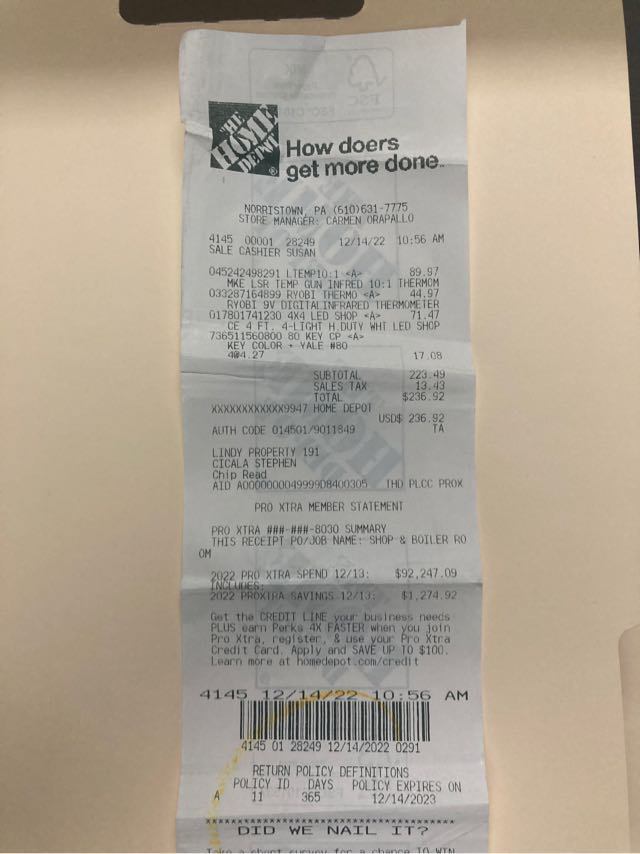 THE
HOME
DEPOT
How doers
get more done.
NORRISTOWN, PA (610)631-7775
STORE MANAGER: CARMEN ORAPALLO
4145 00001 28249 12/14/22 10:56 AM
SALE CASHIER SUSAN
045242498291 LTEMP10:1 <A> 89.97
MKE LSR TEMP GUN INFRED 10:1 THERMOM
033287164899 RYOBI THERMO <A> 44.97
RYOBI 9V DIGITALINFRARED THERMOMETER
017801741230 4X4 LED SHOP <A> 71.47
CE 4 FT. 4-LIGHT H.DUTY WHT LED SHOP
736511560800 80 KEY CP <A>
KEY COLOR + YALE #80
4@4.27 17.08
SUBTOTAL 223.49
SALES TAX 13.43
TOTAL $236.92
XXXXXXXXXXXX9947 HOME DEPOT
USD$ 236.92
AUTH CODE 014501/9011849 TA
LINDY PROPERTY 191
CICALA STEPHEN
Chip Read
AID A0000000049999D8400305 THD PLCC PROX
PRO XTRA MEMBER STATEMENT
PRO XTRA ###-###-8030 SUMMARY
THIS RECEIPT PO/JOB NAME: SHOP & BOILER RO
OM
2022 PRO XTRA SPEND 12/13: $92,247.09
INCLUDES:
2022 PROXTRA SAVINGS 12/13: $1,274.92
Get the CREDIT LINE your business needs
PLUS earn Perks 4X FASTER when you join
Pro Xtra, register, & use your Pro Xtra
Credit Card. Apply and SAVE UP TO $100.
Learn more at homedepot.com/credit
4145 12/14/22 10:56 AM
4145 01 28249 12/14/2022 0291
RETURN POLICY DEFINITIONS
POLICY ID DAYS POLICY EXPIRES ON
A 11 365 12/14/2023
DID WE NAIL IT?
Take a short survey for a chance TO WIN